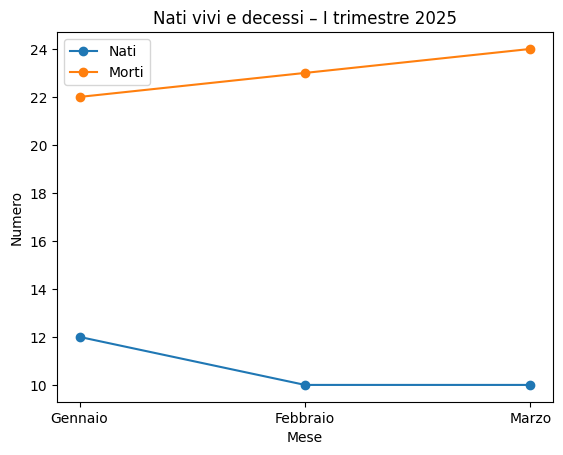 Nati vivi e decessi – I trimestre 2025
Nati
Morti
24
22
20
18
16
14
12
10
Numero
Gennaio
Febbraio
Marzo
Mese